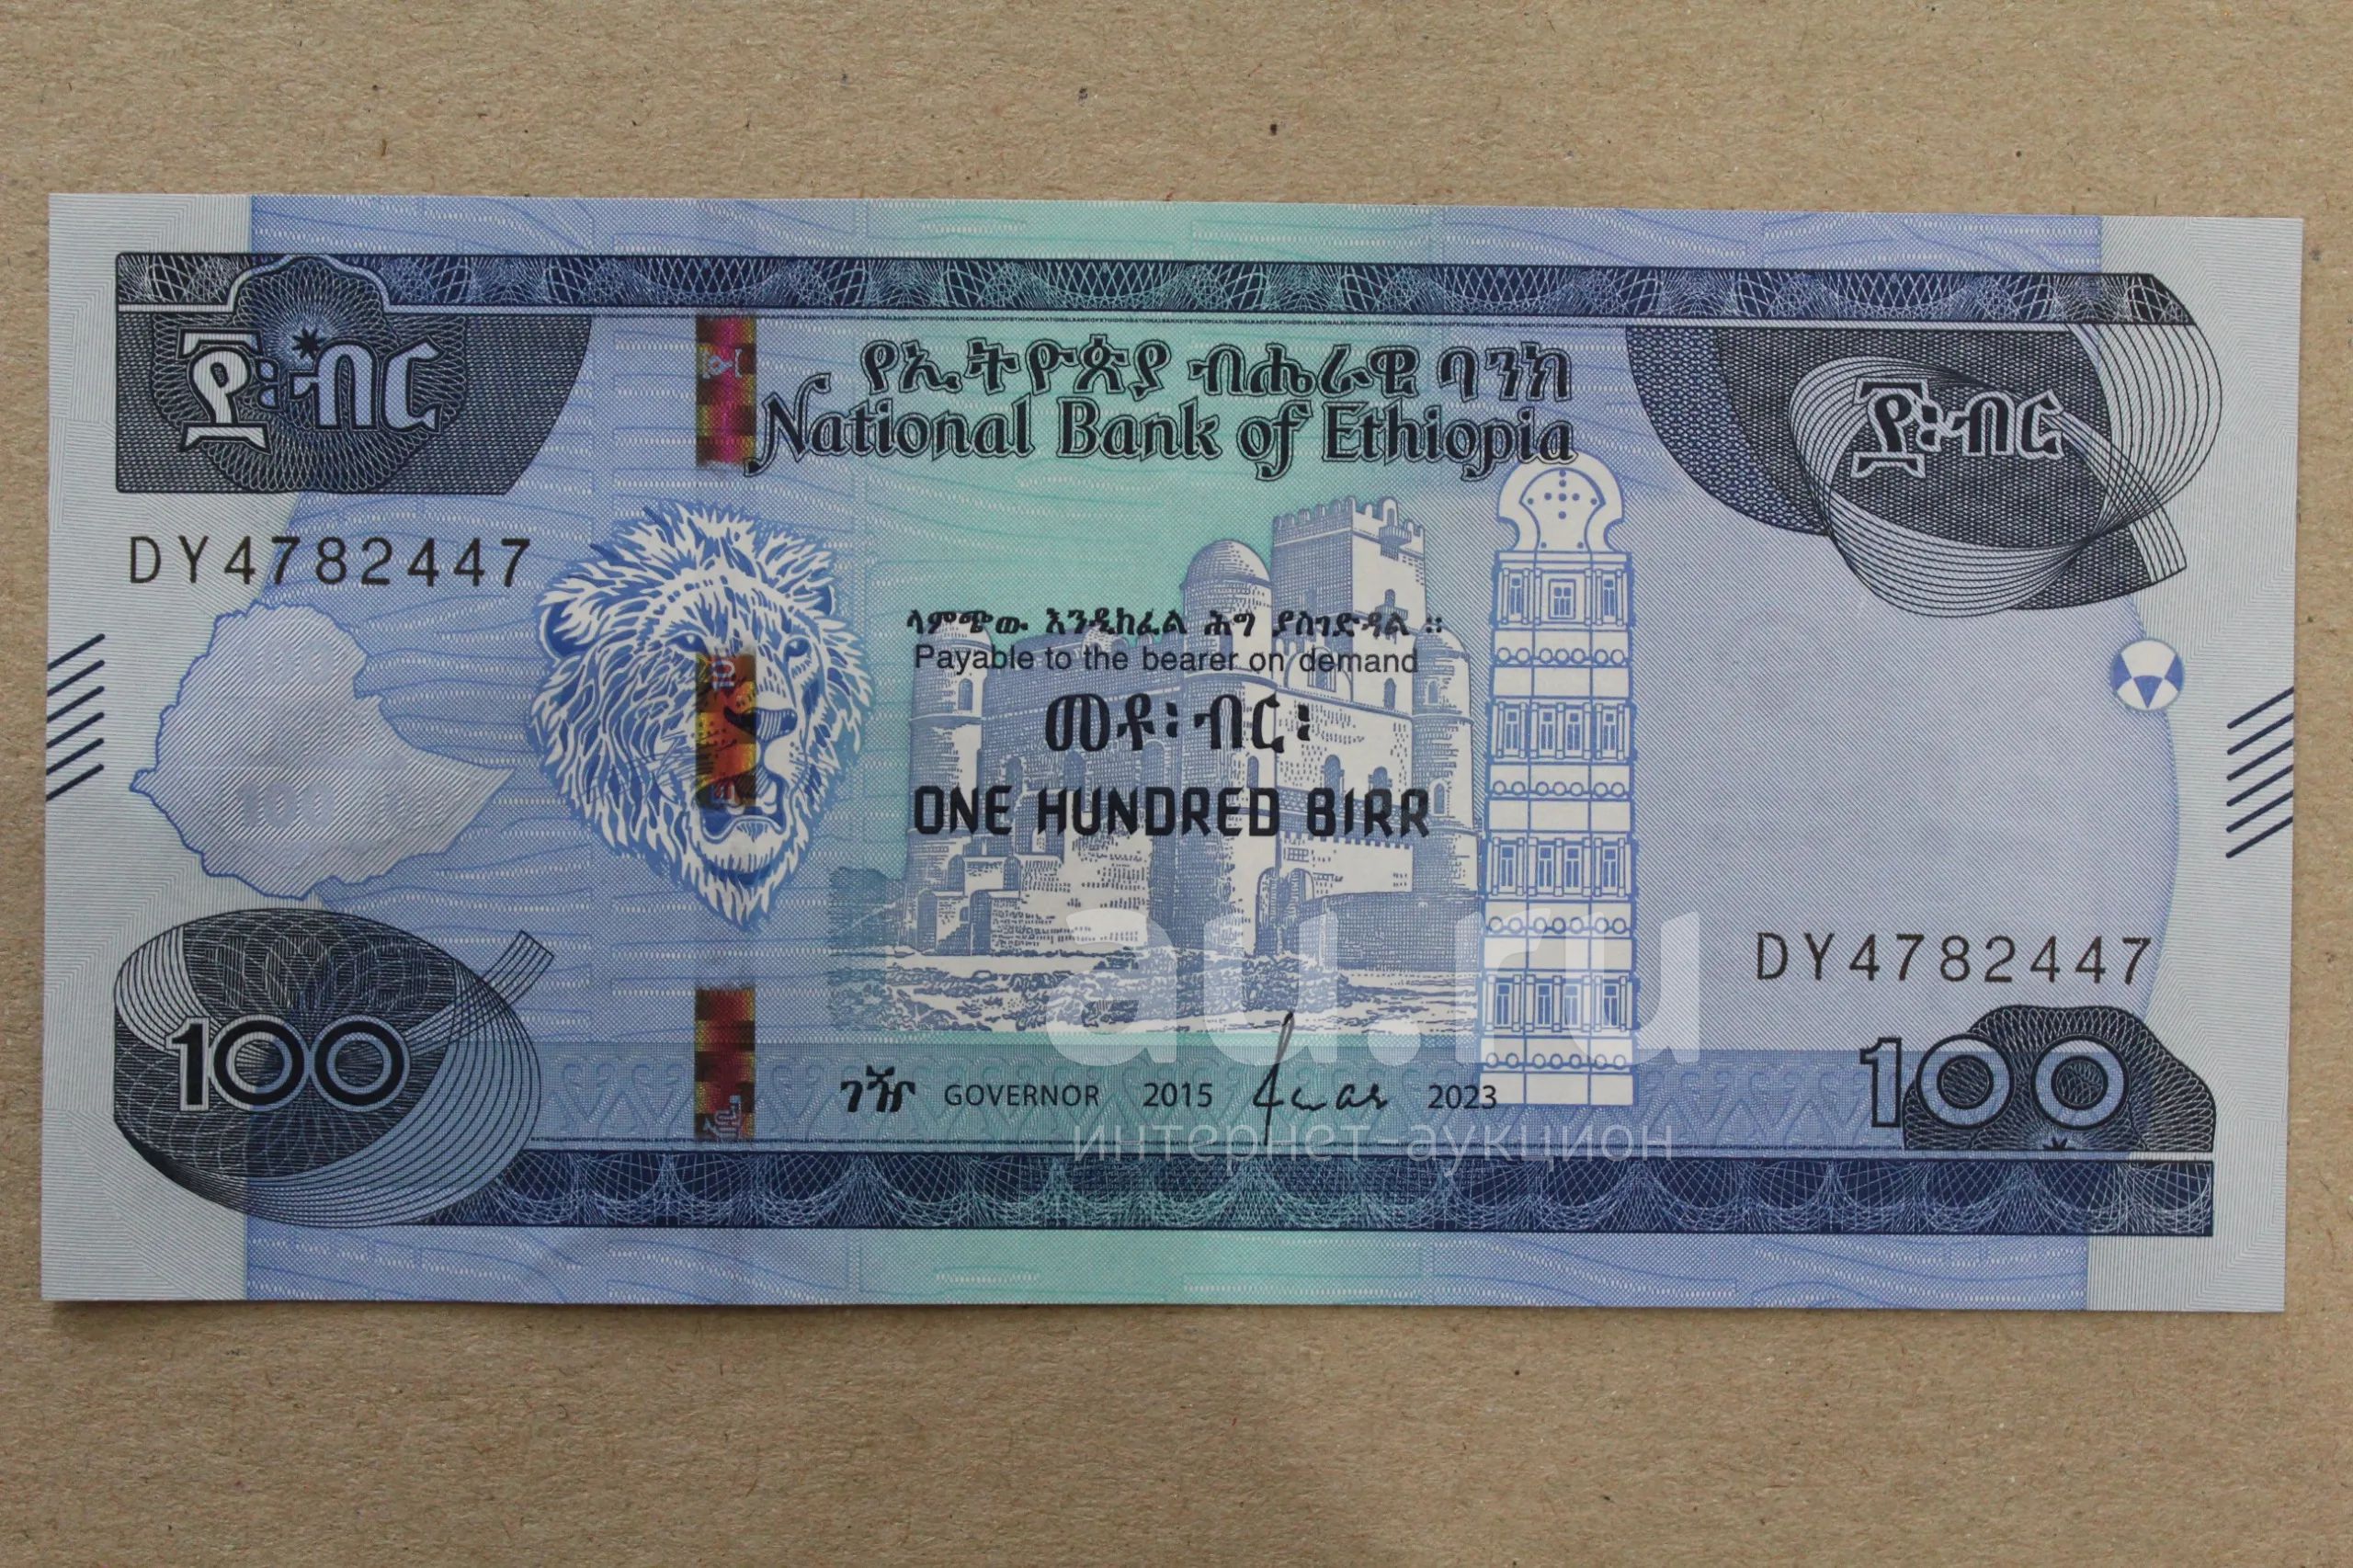 የኢትዮጵያ ብሔራዊ ባንክ
National Bank of Ethiopia
፻፡ብር
፻፡ብር
DY4782447
ላምጭው እንዲከፈል ሕግ ያስገድዳል ።
Payable to the bearer on demand
መቶ፡ብር፡
ONE HUNDRED BIRR
100
au.ru
DY4782447
100
ገዥ GOVERNOR 2015 2023
100
интернет-аукцион